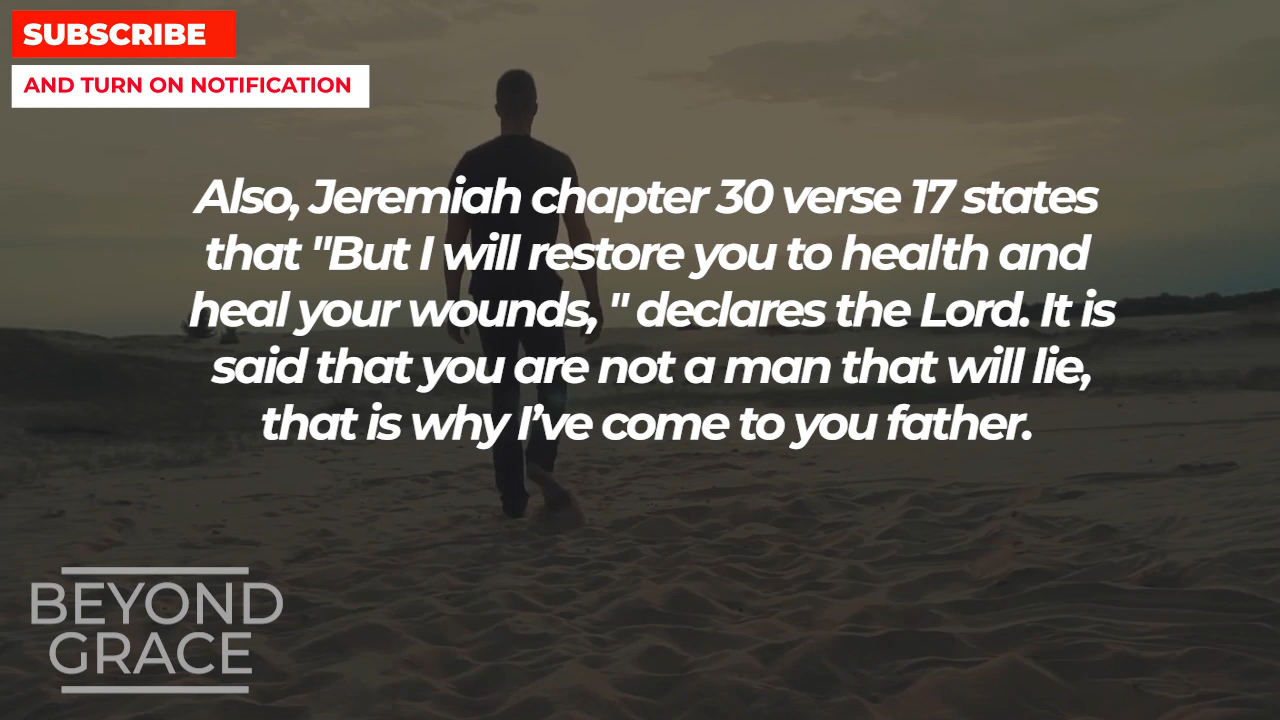 SUBSCRIBE
AND TURN ON NOTIFICATION
Also, Jeremiah chapter 30 verse 17 states
that "But I will restore you to health and
heal your wounds, " declares the Lord. It is
said that you are not a man that will lie,
that is why I’ve come to you father.
BEYOND
GRACE